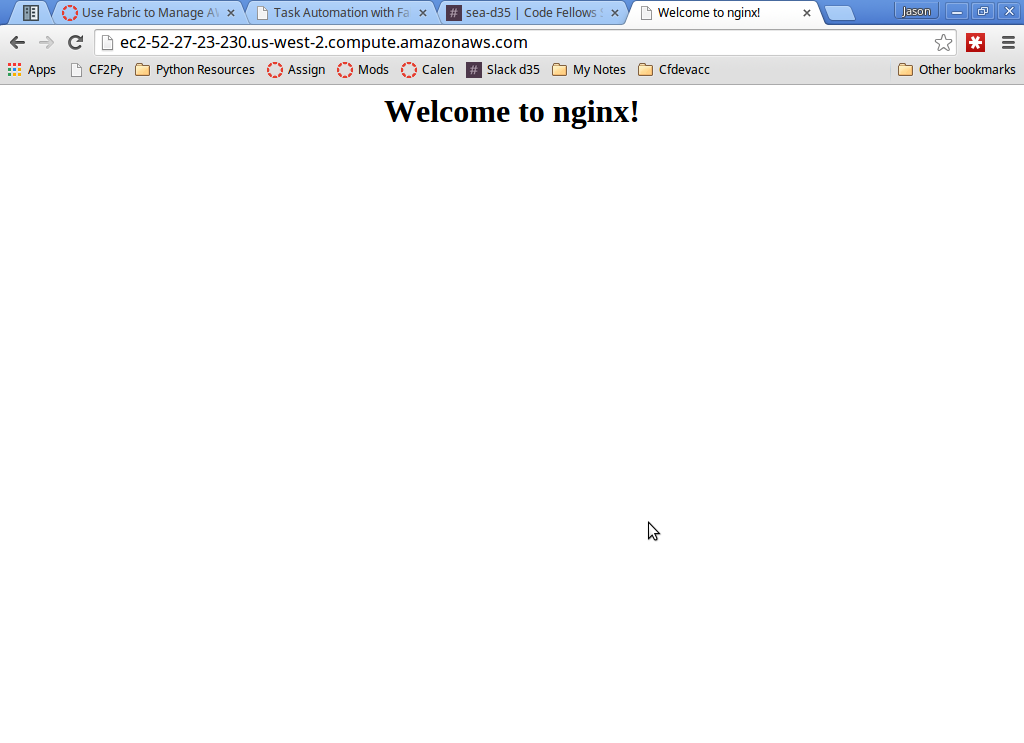 Use Fabric to Manage Task Automation with Fa sea-d35 | Code Fellows Welcome to nginx! Jason
ec2-52-27-23-230.us-west-2.compute.amazonaws.com
Apps CF2Py Python Resources Assign Mods Calen # Slack d35 My Notes Cfdevacc Other bookmarks
Welcome to nginx!